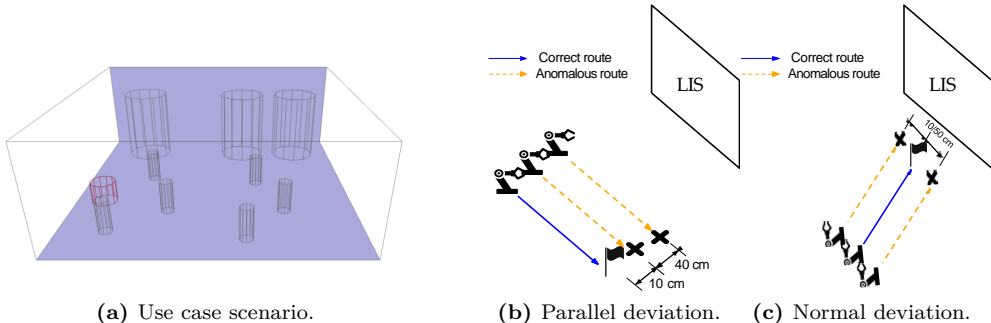 Correct route
Anomalous route
LIS
40 cm
10 cm
Correct route
Anomalous route
LIS
10/50 cm
(a) Use case scenario.
(b) Parallel deviation.
(c) Normal deviation.